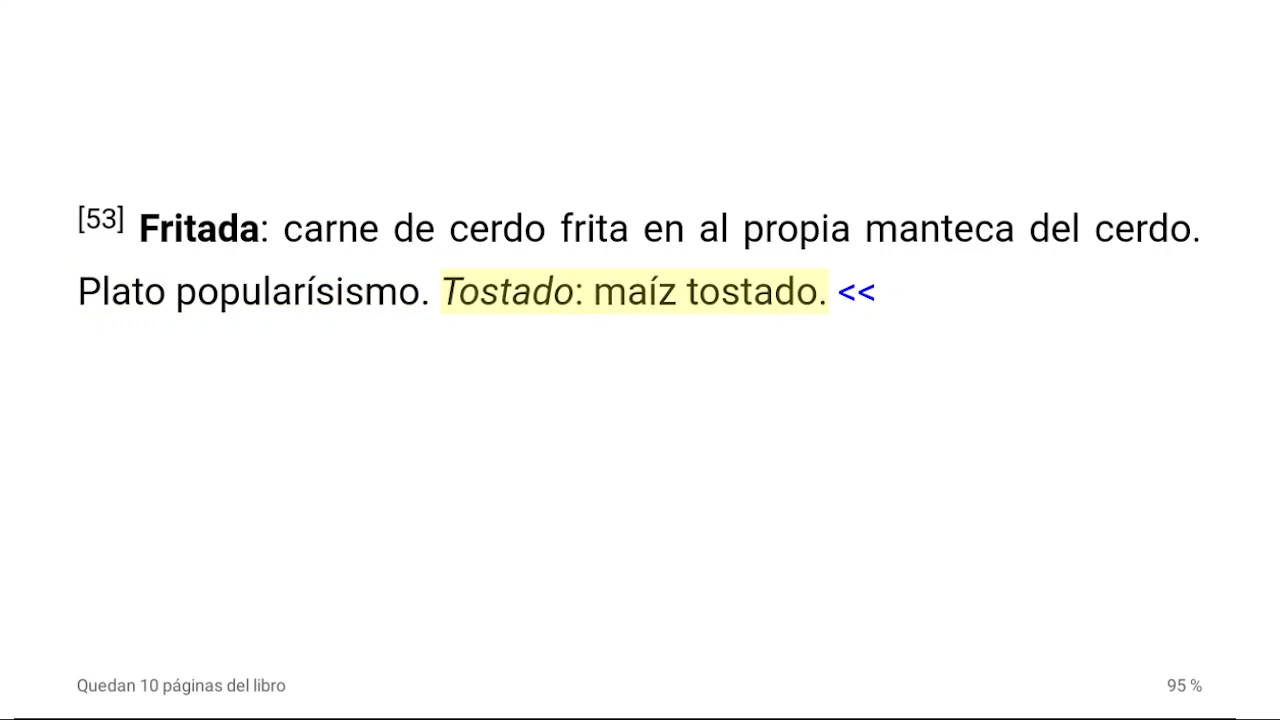 [53] Fritada: carne de cerdo frita en al propia manteca del cerdo.
Plato popularísismo. Tostado: maíz tostado. <<
Quedan 10 páginas del libro
95 %